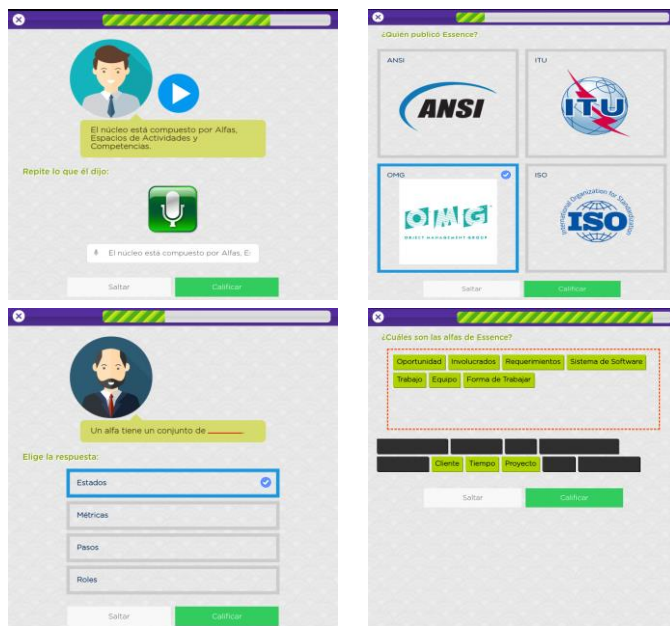 El núcleo está compuesto por Alfas,
Espacios de Actividades y
Competencias.
Repite lo que él dijo:
El núcleo está compuesto por Alfas, E
Saltar
Calificar
¿Quién publicó Essence?
ANSI
ANSI
ITU
ITU
OMG
OMG
OBJECT MANAGEMENT GROUP
ISO
International Organization for Standardization
ISO
Saltar
Calificar
Un alfa tiene un conjunto de
Elige la respuesta:
Estados
Métricas
Pasos
Roles
Saltar
Calificar
¿Cuáles son las alfas de Essence?
Oportunidad Involucrados Requerimientos Sistema de Software
Trabajo Equipo Forma de Trabajar
Cliente Tiempo Proyecto
Saltar
Calificar